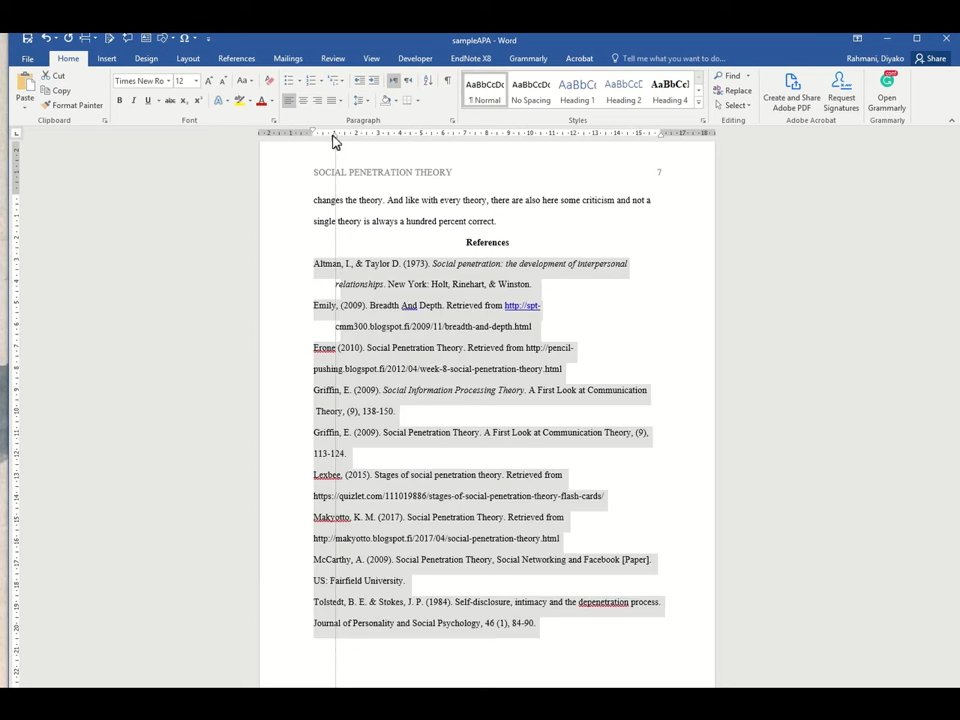 sampleAPA - Word
File Home Insert Design Layout References Mailings Review View Developer EndNote X8 Grammarly Acrobat Tell me what you want to do... Rahmani, Diyako Share
Paste Cut
Copy
Format Painter
Times New Ro 12
AaBbCcDc AaBbCcDc AaBbCc AaBbCcI AaBbCcI
¶ Normal No Spacing Heading 1 Heading 2 Heading 4
Find
Replace
Select
Create and Share Adobe PDF
Request Signatures
Open Grammarly
Clipboard Font Paragraph Styles Editing Adobe Acrobat Grammarly
SOCIAL PENETRATION THEORY 7
changes the theory. And like with every theory, there are also here some criticism and not a
single theory is always a hundred percent correct.
References
Altman, I., & Taylor D. (1973). Social penetration: the development of interpersonal
relationships. New York: Holt, Rinehart, & Winston.
Emily, (2009). Breadth And Depth. Retrieved from http://spt-
cmm300.blogspot.fi/2009/11/breadth-and-depth.html
Erone (2010). Social Penetration Theory. Retrieved from http://pencil-
pushing.blogspot.fi/2012/04/week-8-social-penetration-theory.html
Griffin, E. (2009). Social Information Processing Theory. A First Look at Communication
Theory, (9), 138-150.
Griffin, E. (2009). Social Penetration Theory. A First Look at Communication Theory, (9),
113-124.
Lexbee, (2015). Stages of social penetration theory. Retrieved from
https://quizlet.com/111019886/stages-of-social-penetration-theory-flash-cards/
Makyotto, K. M. (2017). Social Penetration Theory. Retrieved from
http://makyotto.blogspot.fi/2017/04/social-penetration-theory.html
McCarthy, A. (2009). Social Penetration Theory, Social Networking and Facebook [Paper].
US: Fairfield University.
Tolstedt, B. E. & Stokes, J. P. (1984). Self-disclosure, intimacy and the depenetration process.
Journal of Personality and Social Psychology, 46 (1), 84-90.